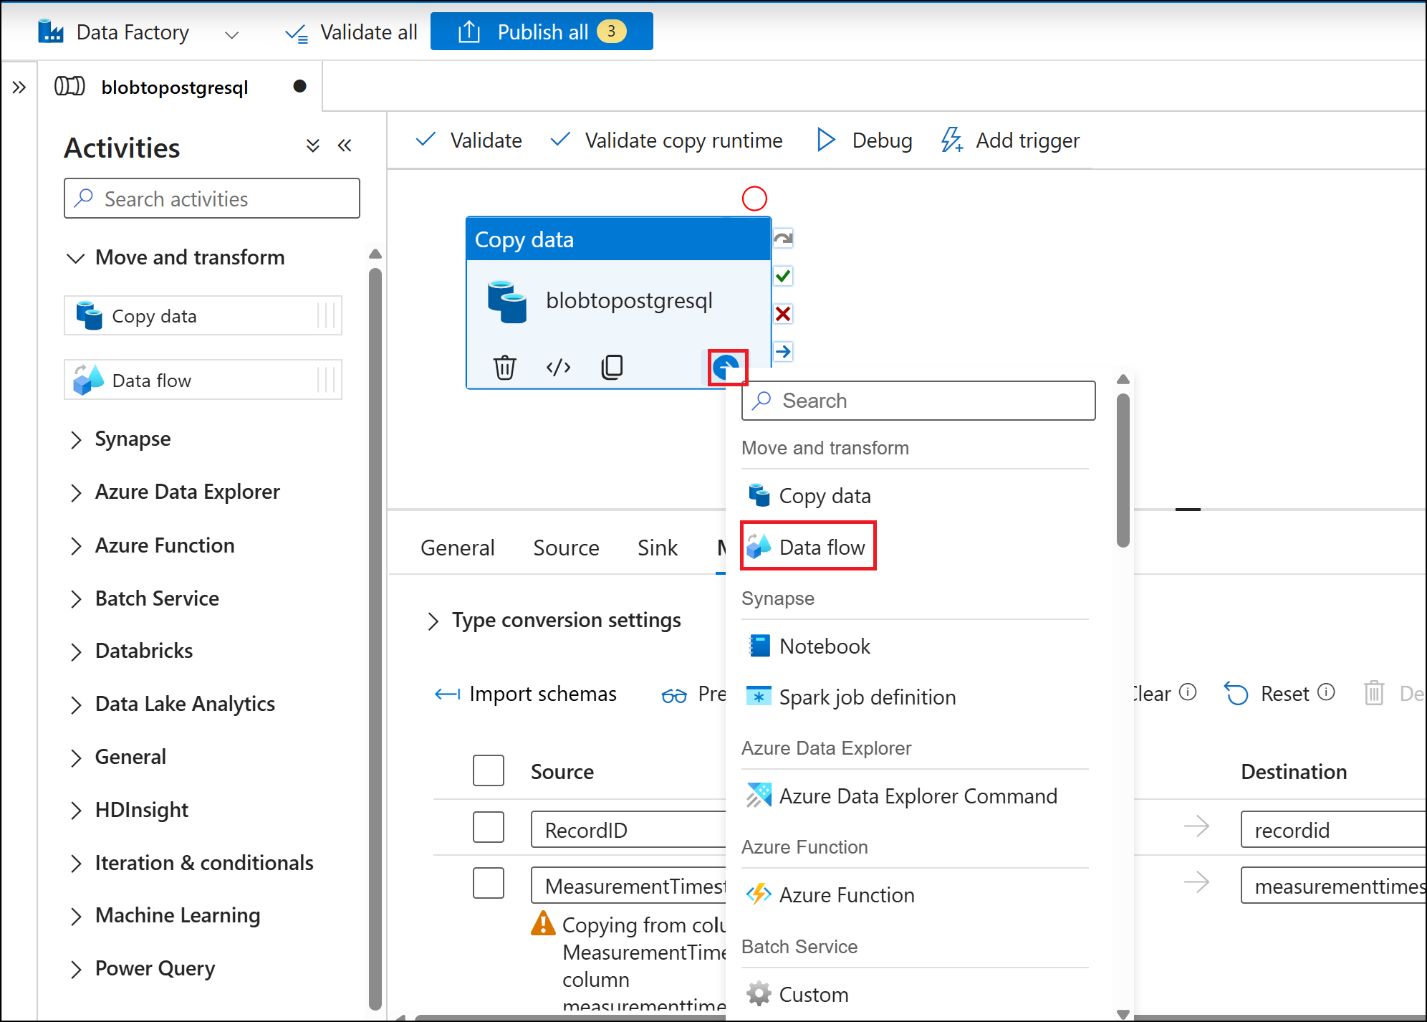 Data Factory
Validate all
Publish all 3
blobtopostgresql
Activities
Search activities
Move and transform
Copy data
Data flow
Synapse
Azure Data Explorer
Azure Function
Batch Service
Databricks
Data Lake Analytics
General
HDInsight
Iteration & conditionals
Machine Learning
Power Query
Validate
Validate copy runtime
Debug
Add trigger
Copy data
blobtopostgresql
General
Source
Sink
Type conversion settings
Import schemas
Pre
Clear
Reset
De
Source
Destination
RecordID
recordid
MeasurementTimest
measurementtimes
Copying from colu
MeasurementTime
column
measurementtime
Search
Move and transform
Copy data
Data flow
Synapse
Notebook
Spark job definition
Azure Data Explorer
Azure Data Explorer Command
Azure Function
Azure Function
Batch Service
Custom